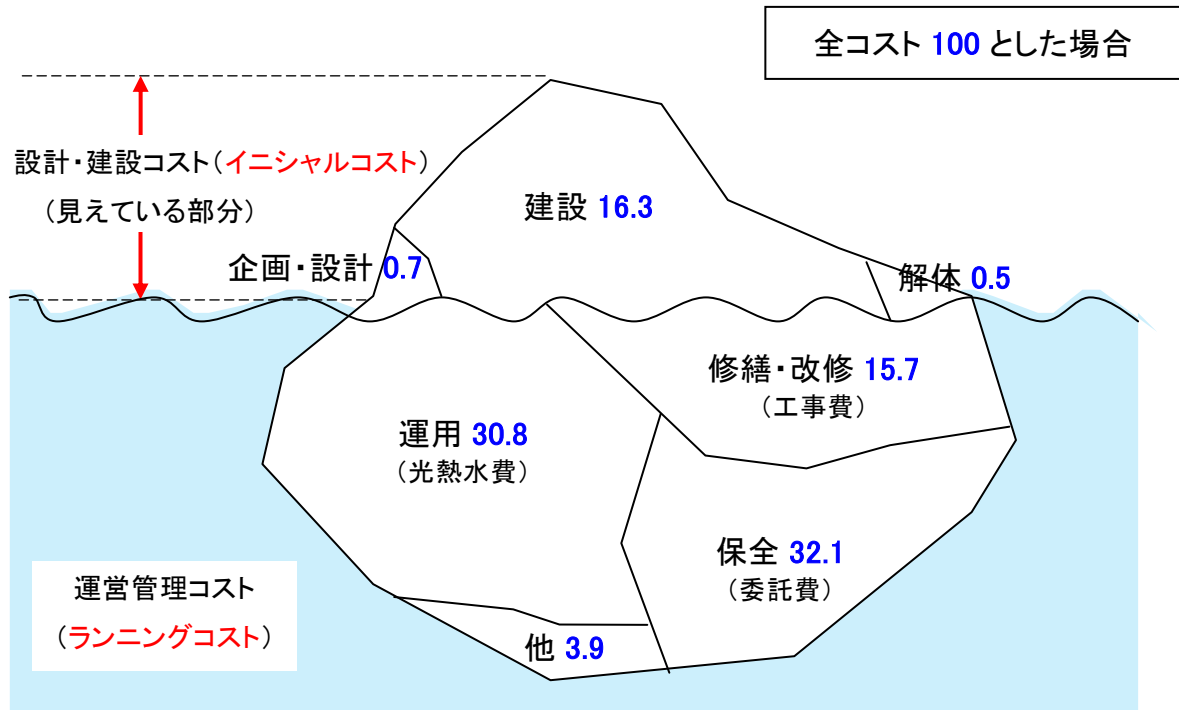 全コスト 100 とした場合
設計・建設コスト(イニシャルコスト)
(見えている部分)
建設 16.3
企画・設計 0.7
解体 0.5
修繕・改修 15.7
(工事費)
運用 30.8
(光熱水費)
保全 32.1
(委託費)
運営管理コスト
(ランニングコスト)
他 3.9